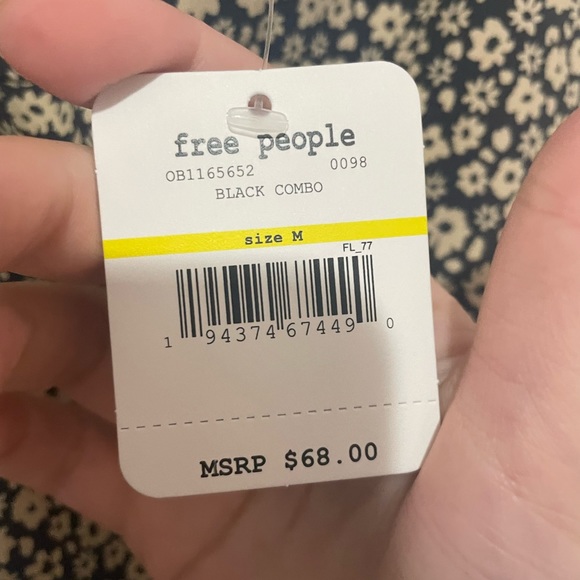 free people
OB1165652 0098
BLACK COMBO
size M
FL_77
1 94374 67449 0
MSRP $68.00